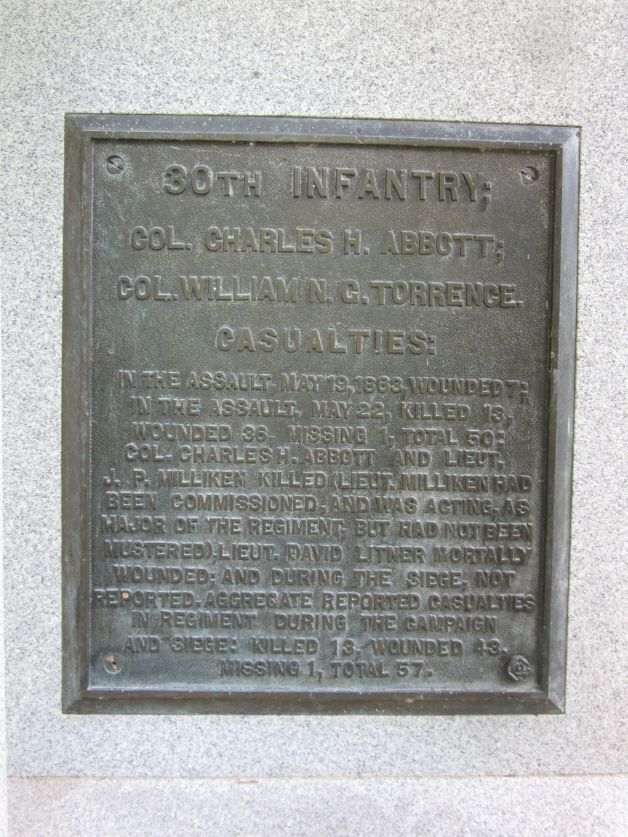 30TH INFANTRY;
COL. CHARLES H. ABBOTT;
COL. WILLIAM N. G. TORRENCE.
CASUALTIES:
IN THE ASSAULT, MAY 19, 1863, WOUNDED 7;
IN THE ASSAULT, MAY 22, KILLED 13,
WOUNDED 36, MISSING 1, TOTAL 50;
COL. CHARLES H. ABBOTT AND LIEUT.
J. P. MILLIKEN KILLED (LIEUT. MILLIKEN HAD
BEEN COMMISSIONED, AND WAS ACTING, AS
MAJOR OF THE REGIMENT, BUT HAD NOT BEEN
MUSTERED), LIEUT. DAVID LITNER MORTALLY
WOUNDED; AND DURING THE SIEGE, NOT
REPORTED. AGGREGATE REPORTED CASUALTIES
IN REGIMENT DURING THE CAMPAIGN
AND SIEGE: KILLED 13, WOUNDED 43,
MISSING 1, TOTAL 57.